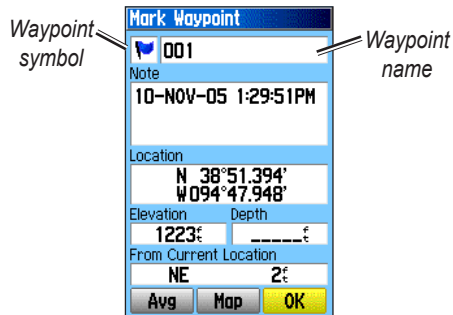 Mark Waypoint
Waypoint symbol
001
Waypoint name
Note
10-NOV-05 1:29:51PM
Location
N 38°51.394'
W094°47.948'
Elevation Depth
1223ft _____ft
From Current Location
NE 2ft
Avg Map OK